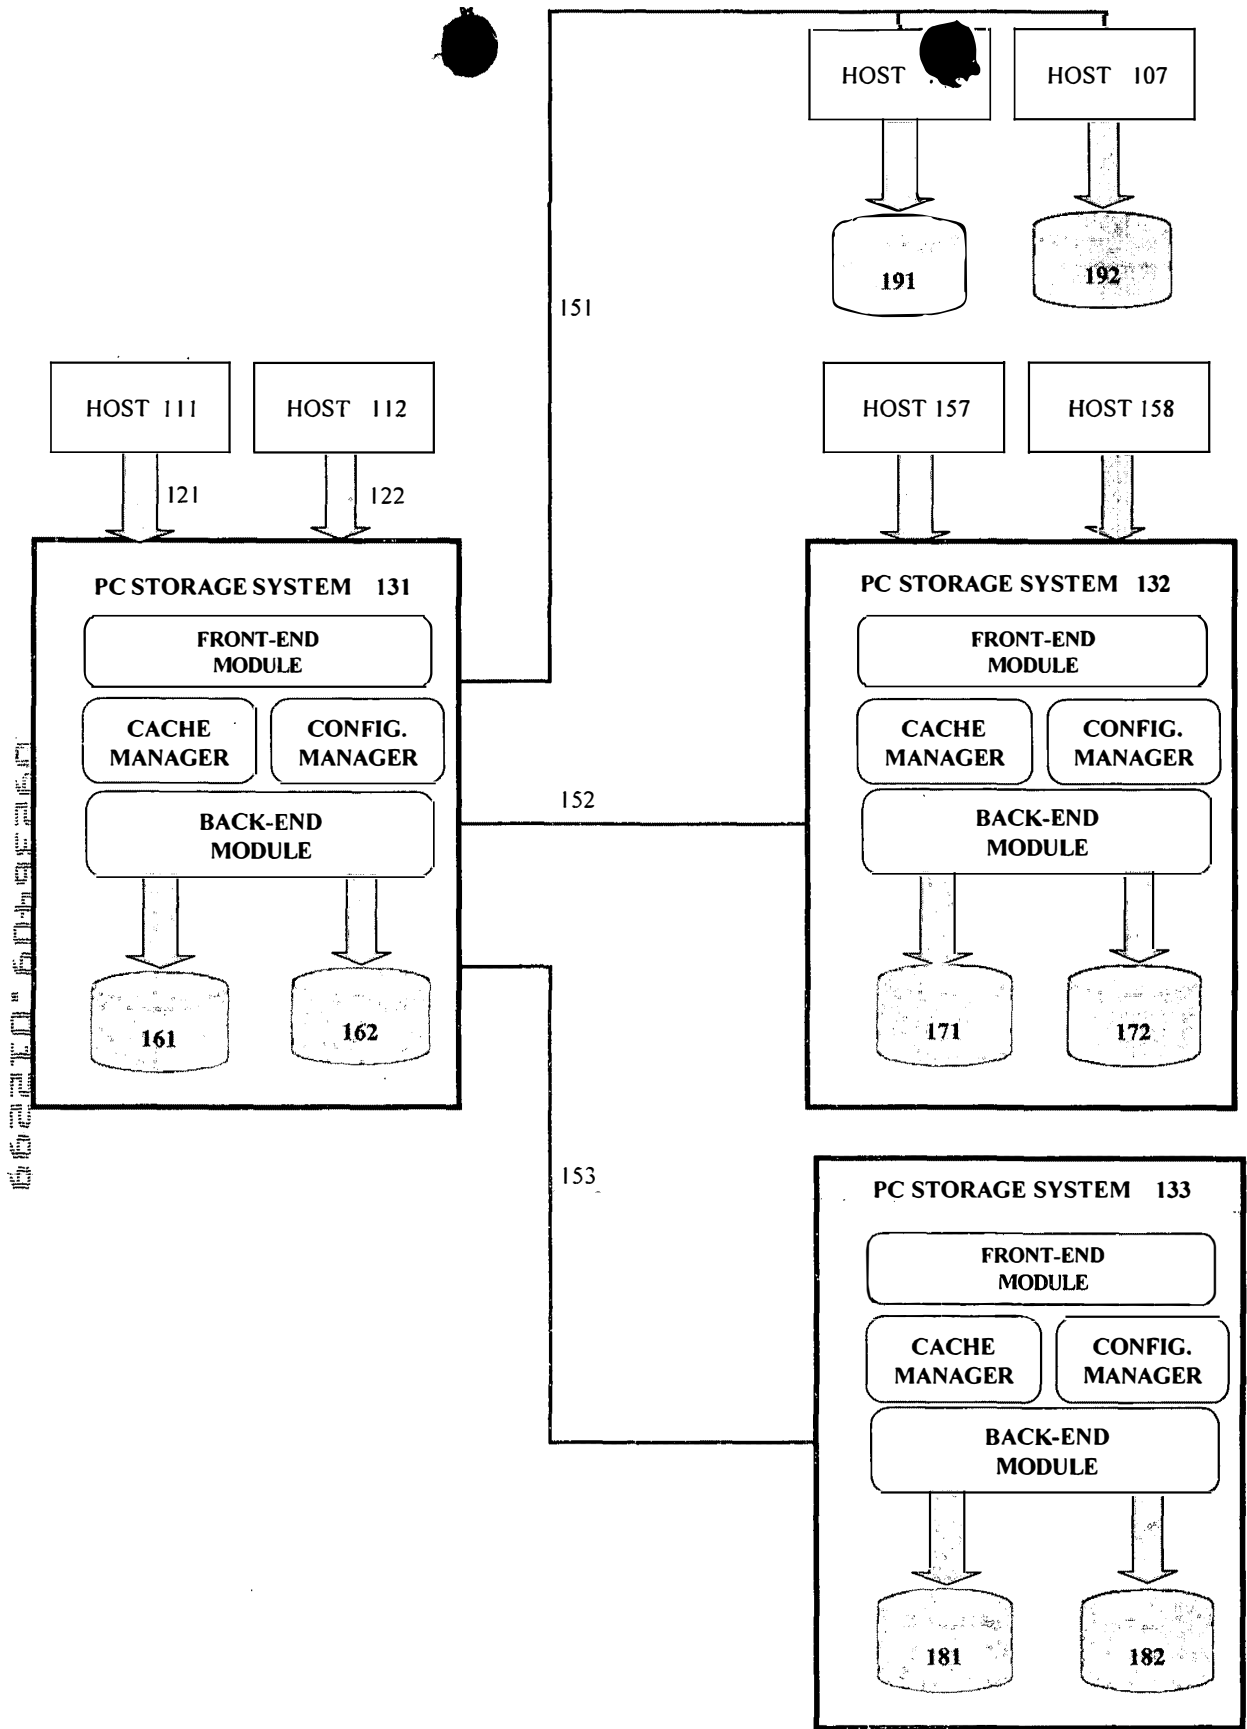 HOST
HOST 107
191
192
151
HOST 111
HOST 112
HOST 157
HOST 158
121
122
PC STORAGE SYSTEM 131
FRONT-END
MODULE
CACHE
MANAGER
CONFIG.
MANAGER
BACK-END
MODULE
161
162
152
PC STORAGE SYSTEM 132
FRONT-END
MODULE
CACHE
MANAGER
CONFIG.
MANAGER
BACK-END
MODULE
171
172
153
PC STORAGE SYSTEM 133
FRONT-END
MODULE
CACHE
MANAGER
CONFIG.
MANAGER
BACK-END
MODULE
181
182